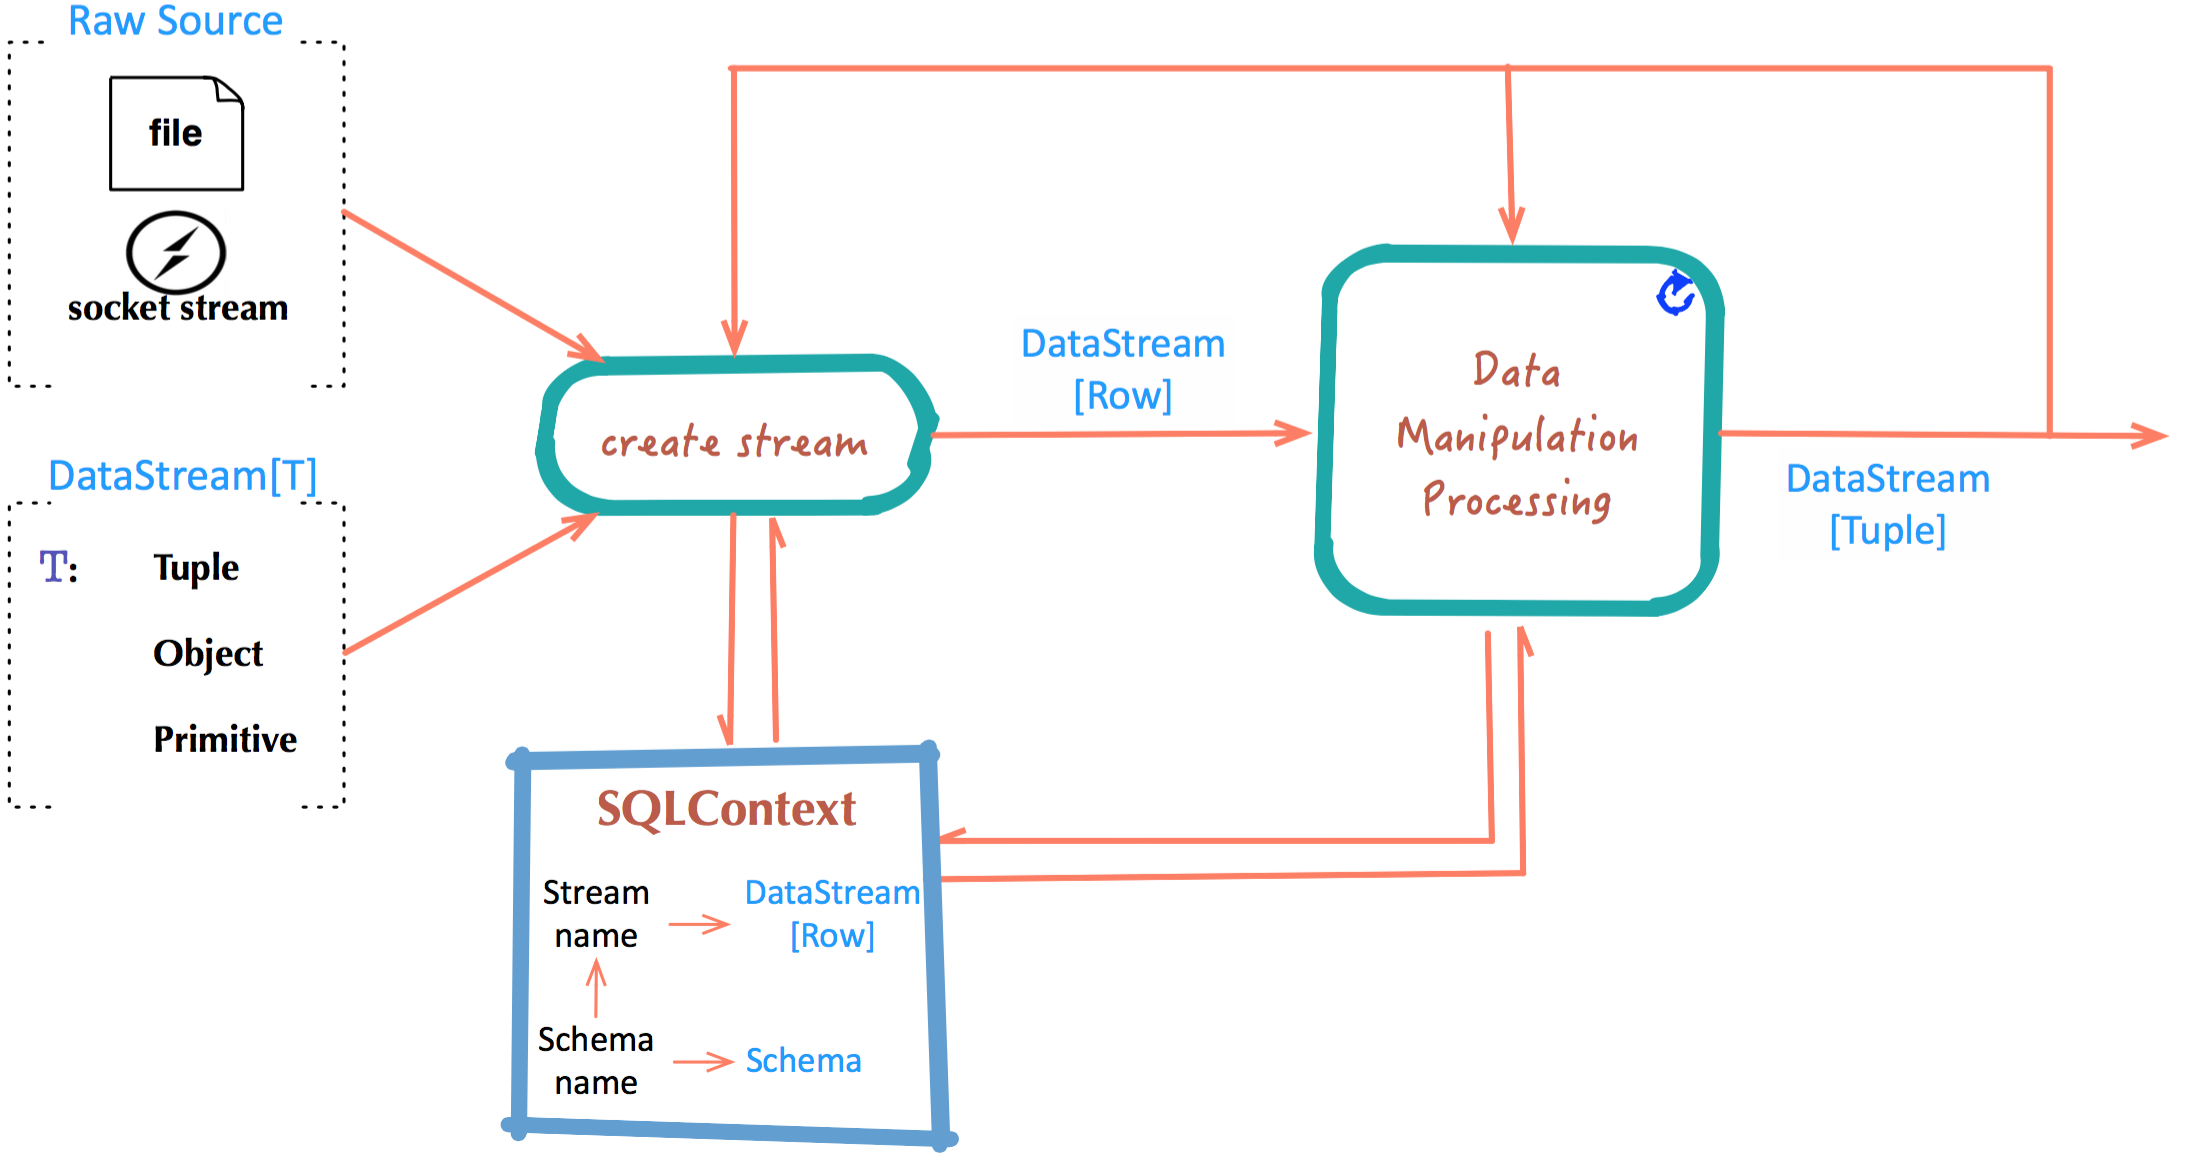 Raw Source
file
socket stream
DataStream[T]
T: Tuple
Object
Primitive
create stream
DataStream
[Row]
Data
Manipulation
Processing
DataStream
[Tuple]
SQLContext
Stream
name
DataStream
[Row]
Schema
name
Schema